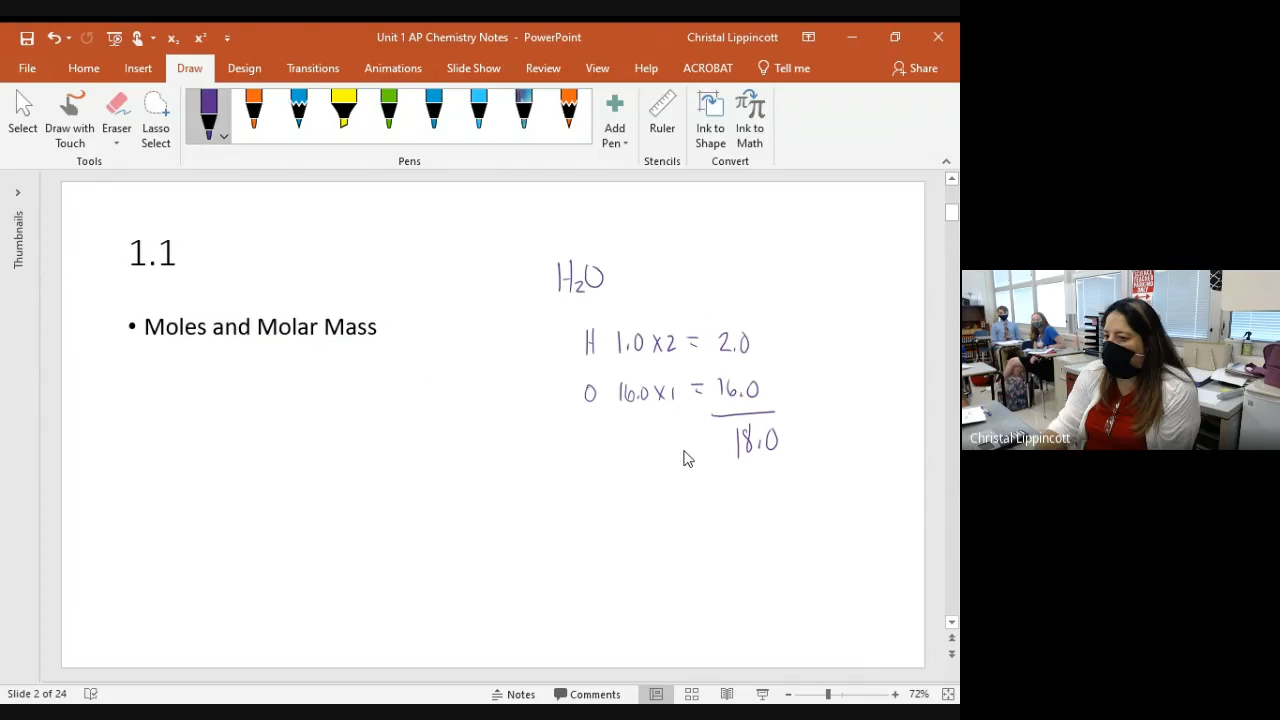 Unit 1 AP Chemistry Notes - PowerPoint
Christal Lippincott
File Home Insert Draw Design Transitions Animations Slide Show Review View Help ACROBAT Tell me Share
Select
Draw with Touch
Eraser
Lasso Select
Add Pen
Ruler
Ink to Shape
Ink to Math
Tools Pens Stencils Convert
Thumbnails
1.1
• Moles and Molar Mass
H₂O
H 1.0 x 2 = 2.0
O 16.0 x 1 = 16.0
18.0
PARKING
ONLY
Christal Lippincott
Slide 2 of 24 Notes Comments 72%